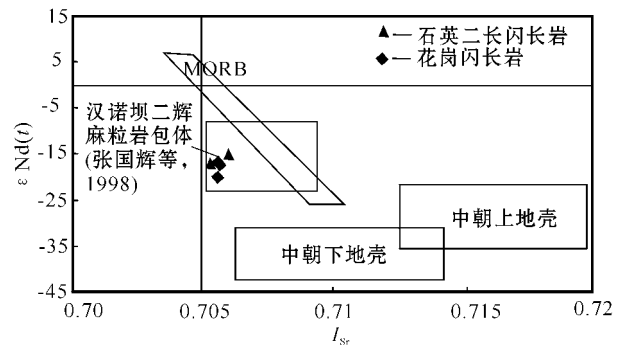 15
5
-5
-15
-25
-35
-45
ε Nd(t)
▲—石英二长闪长岩
◆—花岗闪长岩
MORB
汉诺坝二辉
麻粒岩包体
(张国辉等,
1998)
中朝上地壳
中朝下地壳
0.70 0.705 0.71 0.715 0.72
I_Sr